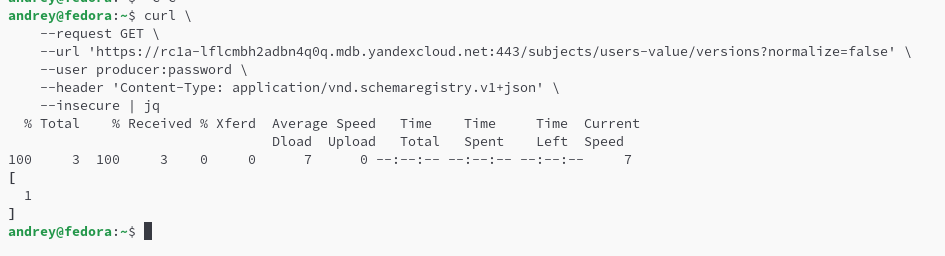 andrey@fedora:~$ curl \
    --request GET \
    --url 'https://rc1a-lflcmbh2adbn4q0q.mdb.yandexcloud.net:443/subjects/users-value/versions?normalize=false' \
    --user producer:password \
    --header 'Content-Type: application/vnd.schemaregistry.v1+json' \
    --insecure | jq
  % Total    % Received % Xferd  Average Speed   Time    Time     Time  Current
                                 Dload  Upload   Total   Spent    Left  Speed
100     3  100     3    0     0      7      0 --:--:-- --:--:-- --:--:--     7
[
  1
]
andrey@fedora:~$